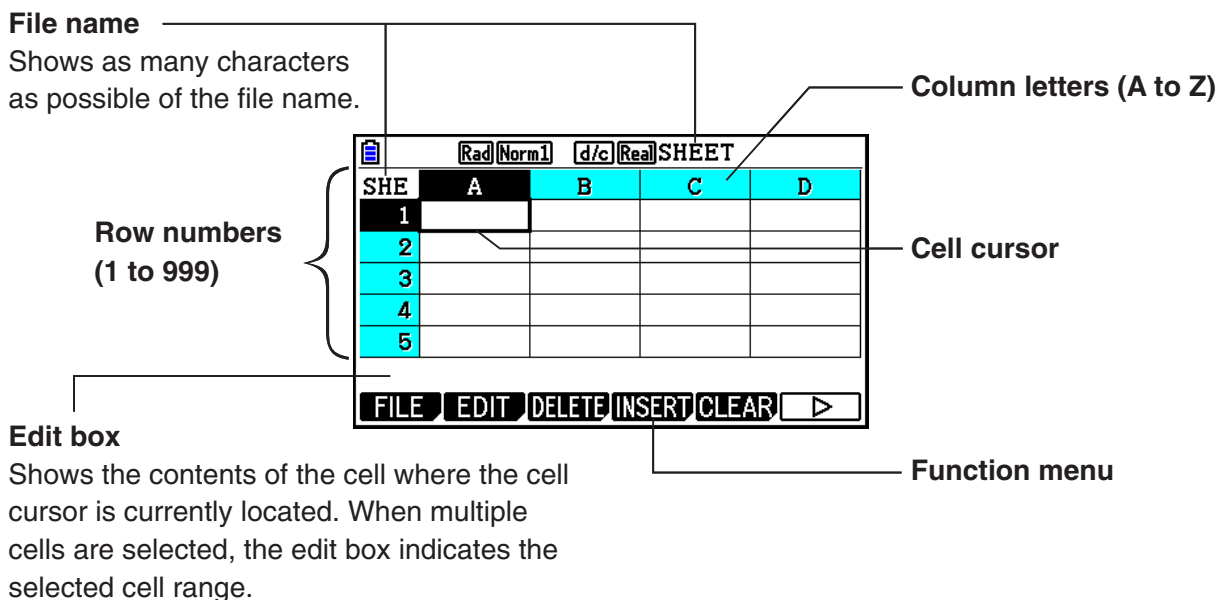 File name
Shows as many characters
as possible of the file name.
Column letters (A to Z)
Rad Norm1 d/c Real SHEET
SHE A B C D
1
2
3
4
5
Row numbers
(1 to 999)
Cell cursor
FILE EDIT DELETE INSERT CLEAR
Edit box
Shows the contents of the cell where the cell
cursor is currently located. When multiple
cells are selected, the edit box indicates the
selected cell range.
Function menu